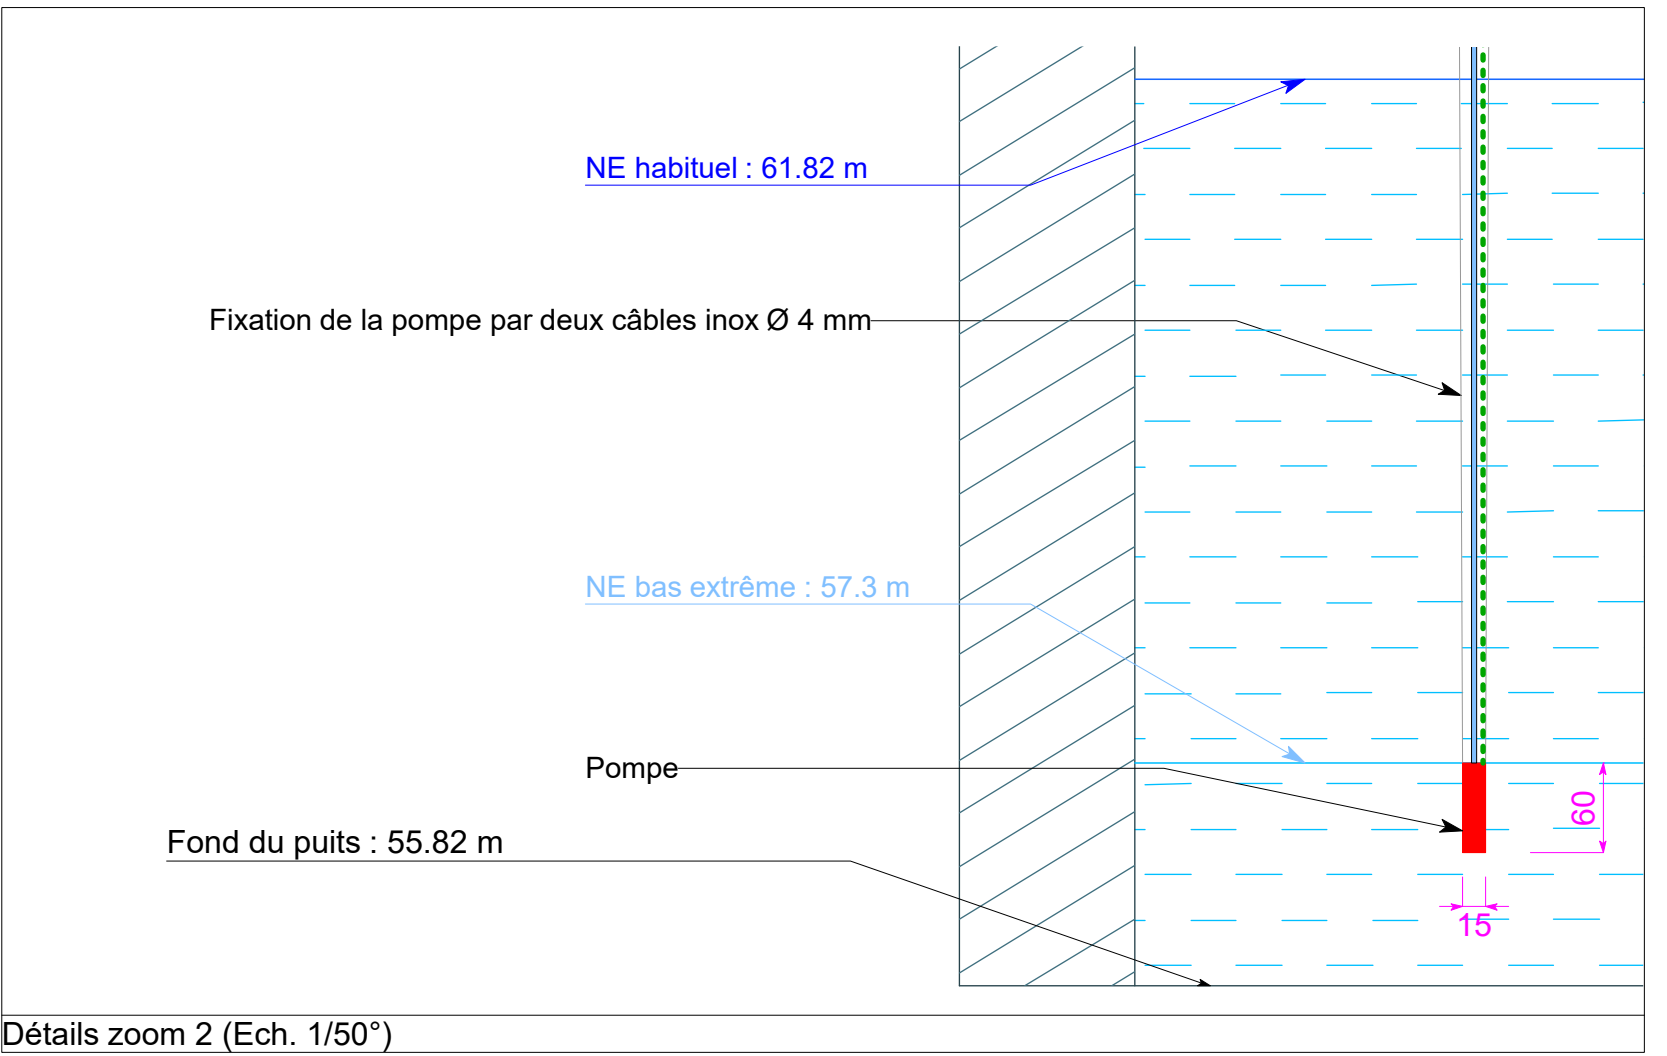 NE habituel : 61.82 m
Fixation de la pompe par deux câbles inox Ø 4 mm
NE bas extrême : 57.3 m
Pompe
60
Fond du puits : 55.82 m
15
Détails zoom 2 (Ech. 1/50°)